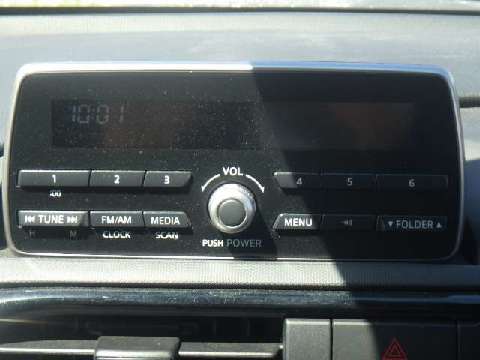 10:01
1 2 3 VOL 4 5 6
:00
TUNE FM/AM MEDIA MENU FOLDER
H M CLOCK SCAN PUSH POWER